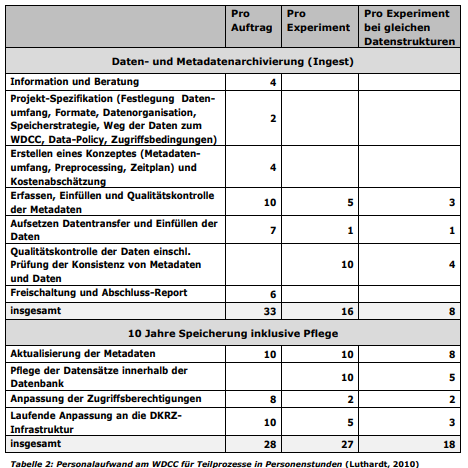 Pro Auftrag Pro Experiment Pro Experiment bei gleichen Datenstrukturen
Daten- und Metadatenarchivierung (Ingest)
Information und Beratung 4
Projekt-Spezifikation (Festlegung Daten-
umfang, Formate, Datenorganisation,
Speicherstrategie, Weg der Daten zum
WDCC, Data-Policy, Zugriffsbedingungen) 2
Erstellen eines Konzeptes (Metadaten-
umfang, Preprocessing, Zeitplan) und
Kostenabschätzung 4
Erfassen, Einfüllen und Qualitätskontrolle
der Metadaten 10 5 3
Aufsetzen Datentransfer und Einfüllen der
Daten 7 1 1
Qualitätskontrolle der Daten einschl.
Prüfung der Konsistenz von Metadaten
und Daten 10 4
Freischaltung und Abschluss-Report 6
insgesamt 33 16 8
10 Jahre Speicherung inklusive Pflege
Aktualisierung der Metadaten 10 10 8
Pflege der Datensätze innerhalb der
Datenbank 10 5
Anpassung der Zugriffsberechtigungen 8 2 2
Laufende Anpassung an die DKRZ-
Infrastruktur 10 5 3
insgesamt 28 27 18
Tabelle 2: Personalaufwand am WDCC für Teilprozesse in Personenstunden (Luthardt, 2010)